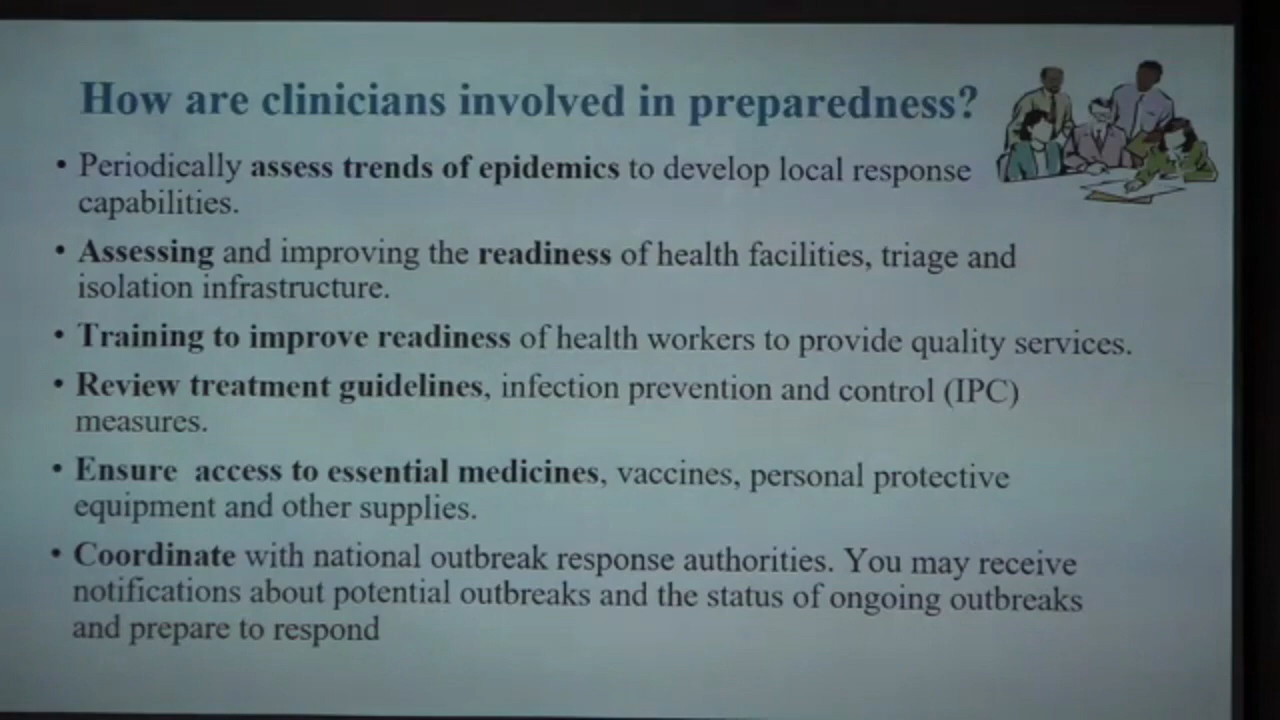 How are clinicians involved in preparedness?
• Periodically assess trends of epidemics to develop local response
capabilities.
• Assessing and improving the readiness of health facilities, triage and
isolation infrastructure.
• Training to improve readiness of health workers to provide quality services.
• Review treatment guidelines, infection prevention and control (IPC)
measures.
• Ensure access to essential medicines, vaccines, personal protective
equipment and other supplies.
• Coordinate with national outbreak response authorities. You may receive
notifications about potential outbreaks and the status of ongoing outbreaks
and prepare to respond